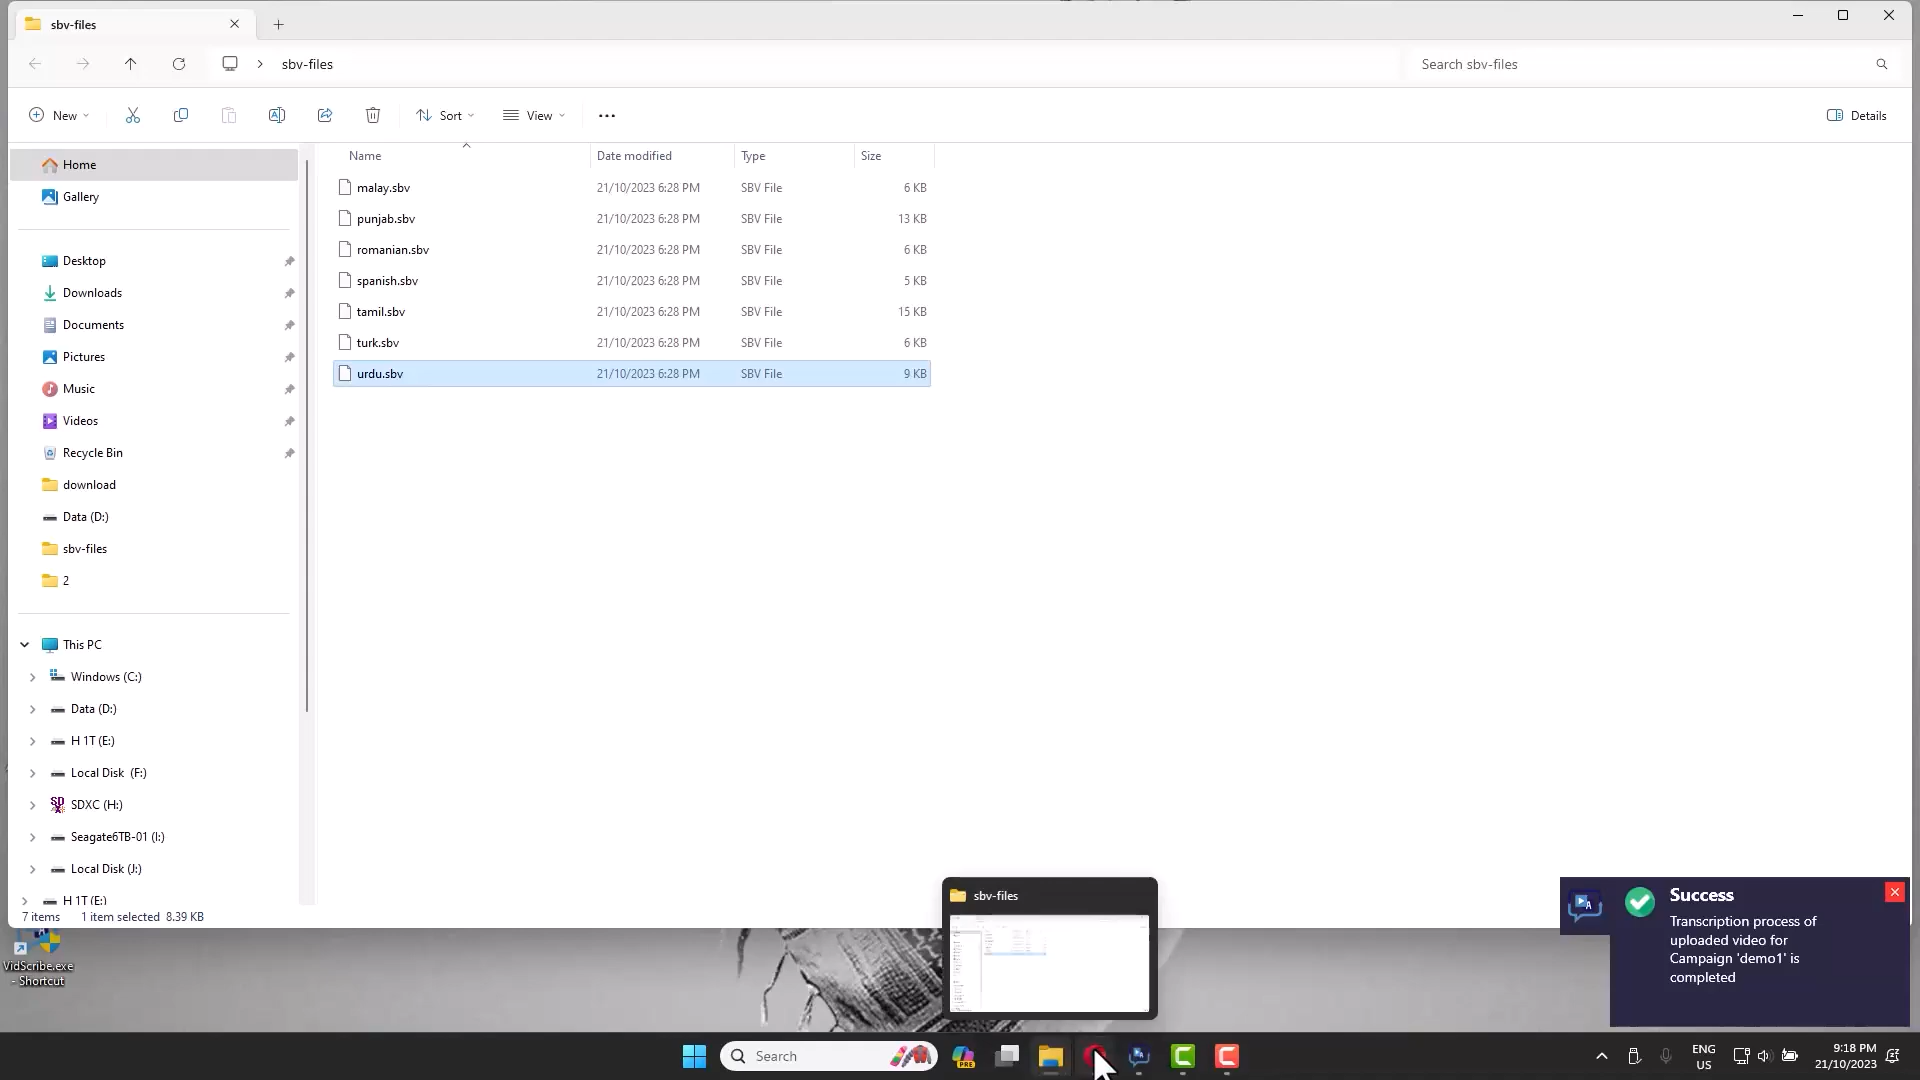 sbv-files
sbv-files
Search sbv-files
New
Sort
View
Details
Home
Gallery
Desktop
Downloads
Documents
Pictures
Music
Videos
Recycle Bin
download
Data (D:)
sbv-files
2
This PC
Windows (C:)
Data (D:)
H 1T (E:)
Local Disk (F:)
SDXC (H:)
Seagate6TB-01 (I:)
Local Disk (J:)
H 1T (E:)
Name Date modified Type Size
malay.sbv 21/10/2023 6:28 PM SBV File 6 KB
punjab.sbv 21/10/2023 6:28 PM SBV File 13 KB
romanian.sbv 21/10/2023 6:28 PM SBV File 6 KB
spanish.sbv 21/10/2023 6:28 PM SBV File 5 KB
tamil.sbv 21/10/2023 6:28 PM SBV File 15 KB
turk.sbv 21/10/2023 6:28 PM SBV File 6 KB
urdu.sbv 21/10/2023 6:28 PM SBV File 9 KB
7 items 1 item selected 8.39 KB
VidScribe.exe
- Shortcut
sbv-files
Success
Transcription process of
uploaded video for
Campaign 'demo1' is
completed
Search
PRE
ENG
US
9:18 PM
21/10/2023